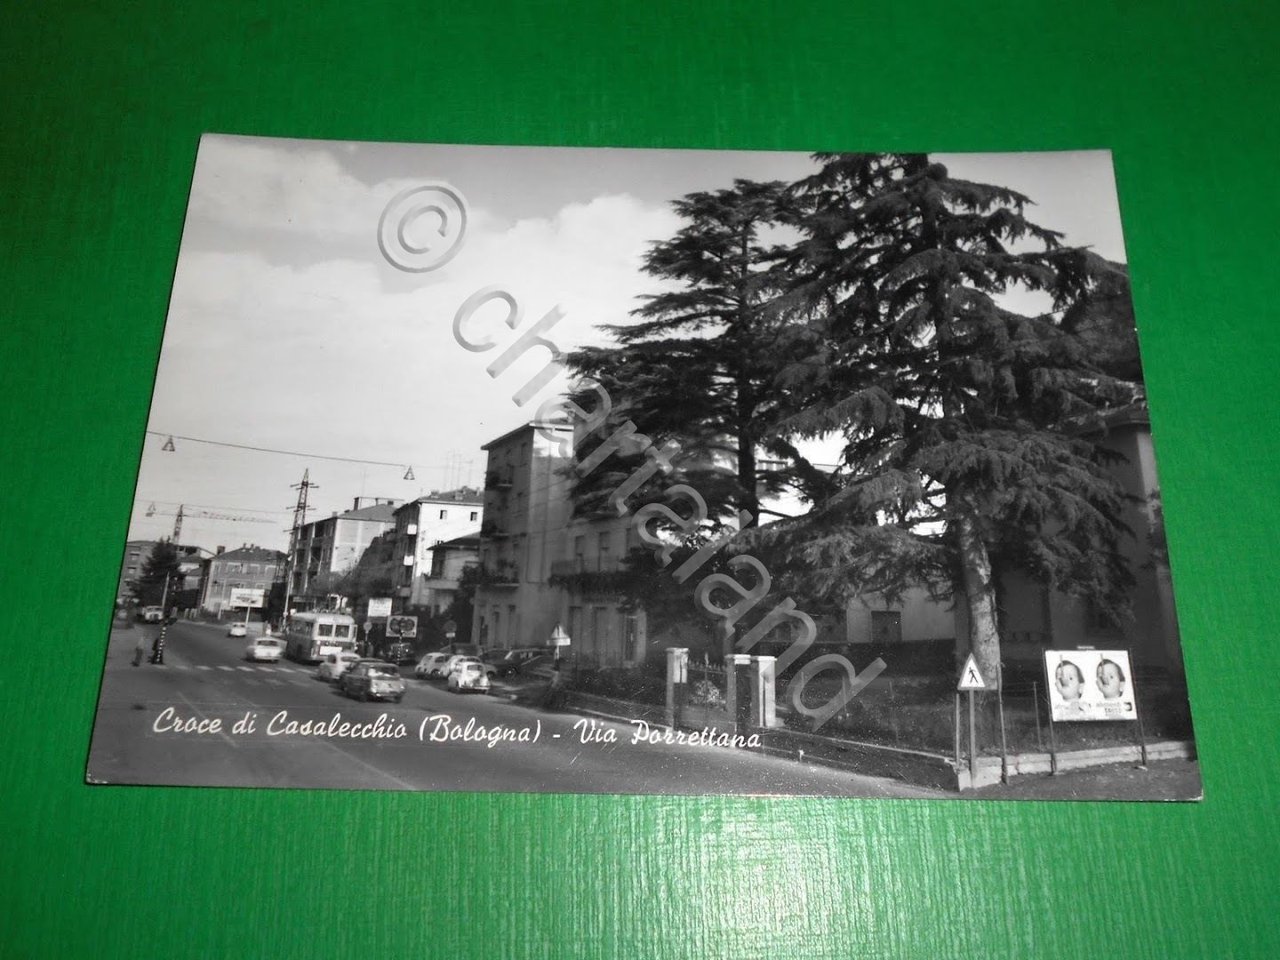 © chartaland
Croce di Casalecchio (Bologna) - Via Porrettana